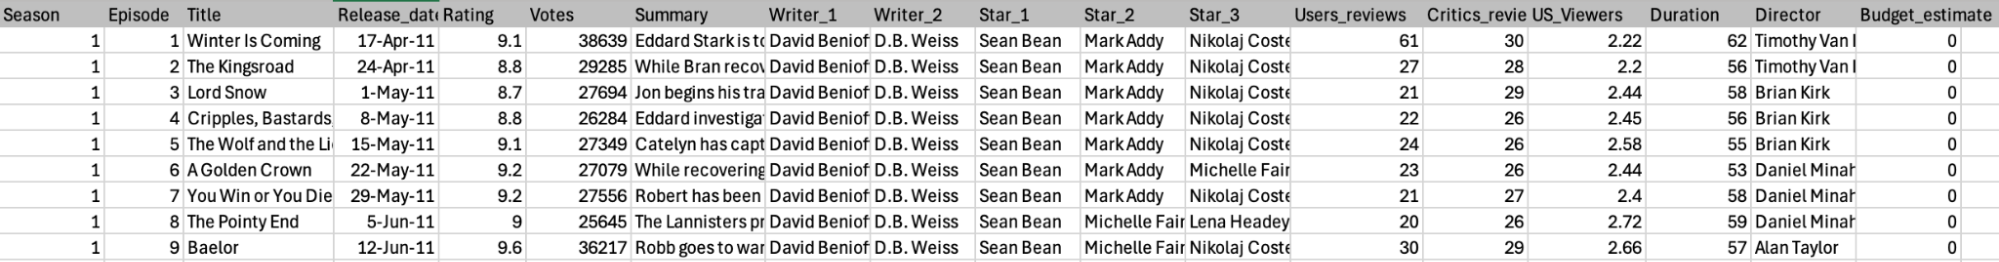 Season Episode Title Release_date Rating Votes Summary Writer_1 Writer_2 Star_1 Star_2 Star_3 Users_reviews Critics_revie US_Viewers Duration Director Budget_estimate
1 1 Winter Is Coming 17-Apr-11 9.1 38639 Eddard Stark is to David Beniof D.B. Weiss Sean Bean Mark Addy Nikolaj Coste 61 30 2.22 62 Timothy Van 0
1 2 The Kingsroad 24-Apr-11 8.8 29285 While Bran recov David Beniof D.B. Weiss Sean Bean Mark Addy Nikolaj Coste 27 28 2.2 56 Timothy Van 0
1 3 Lord Snow 1-May-11 8.7 27694 Jon begins his tra David Beniof D.B. Weiss Sean Bean Mark Addy Nikolaj Coste 21 29 2.44 58 Brian Kirk 0
1 4 Cripples, Bastards, 8-May-11 8.8 26284 Eddard investiga David Beniof D.B. Weiss Sean Bean Mark Addy Nikolaj Coste 22 26 2.45 56 Brian Kirk 0
1 5 The Wolf and the Li 15-May-11 9.1 27349 Catelyn has capt David Beniof D.B. Weiss Sean Bean Mark Addy Nikolaj Coste 24 26 2.58 55 Brian Kirk 0
1 6 A Golden Crown 22-May-11 9.2 27079 While recovering David Beniof D.B. Weiss Sean Bean Mark Addy Michelle Fair 23 26 2.44 53 Daniel Minah 0
1 7 You Win or You Die 29-May-11 9.2 27556 Robert has been David Beniof D.B. Weiss Sean Bean Mark Addy Nikolaj Coste 21 27 2.4 58 Daniel Minah 0
1 8 The Pointy End 5-Jun-11 9 25645 The Lannisters pr David Beniof D.B. Weiss Sean Bean Michelle Fair Lena Headey 20 26 2.72 59 Daniel Minah 0
1 9 Baelor 12-Jun-11 9.6 36217 Robb goes to war David Beniof D.B. Weiss Sean Bean Michelle Fair Nikolaj Coste 30 29 2.66 57 Alan Taylor 0